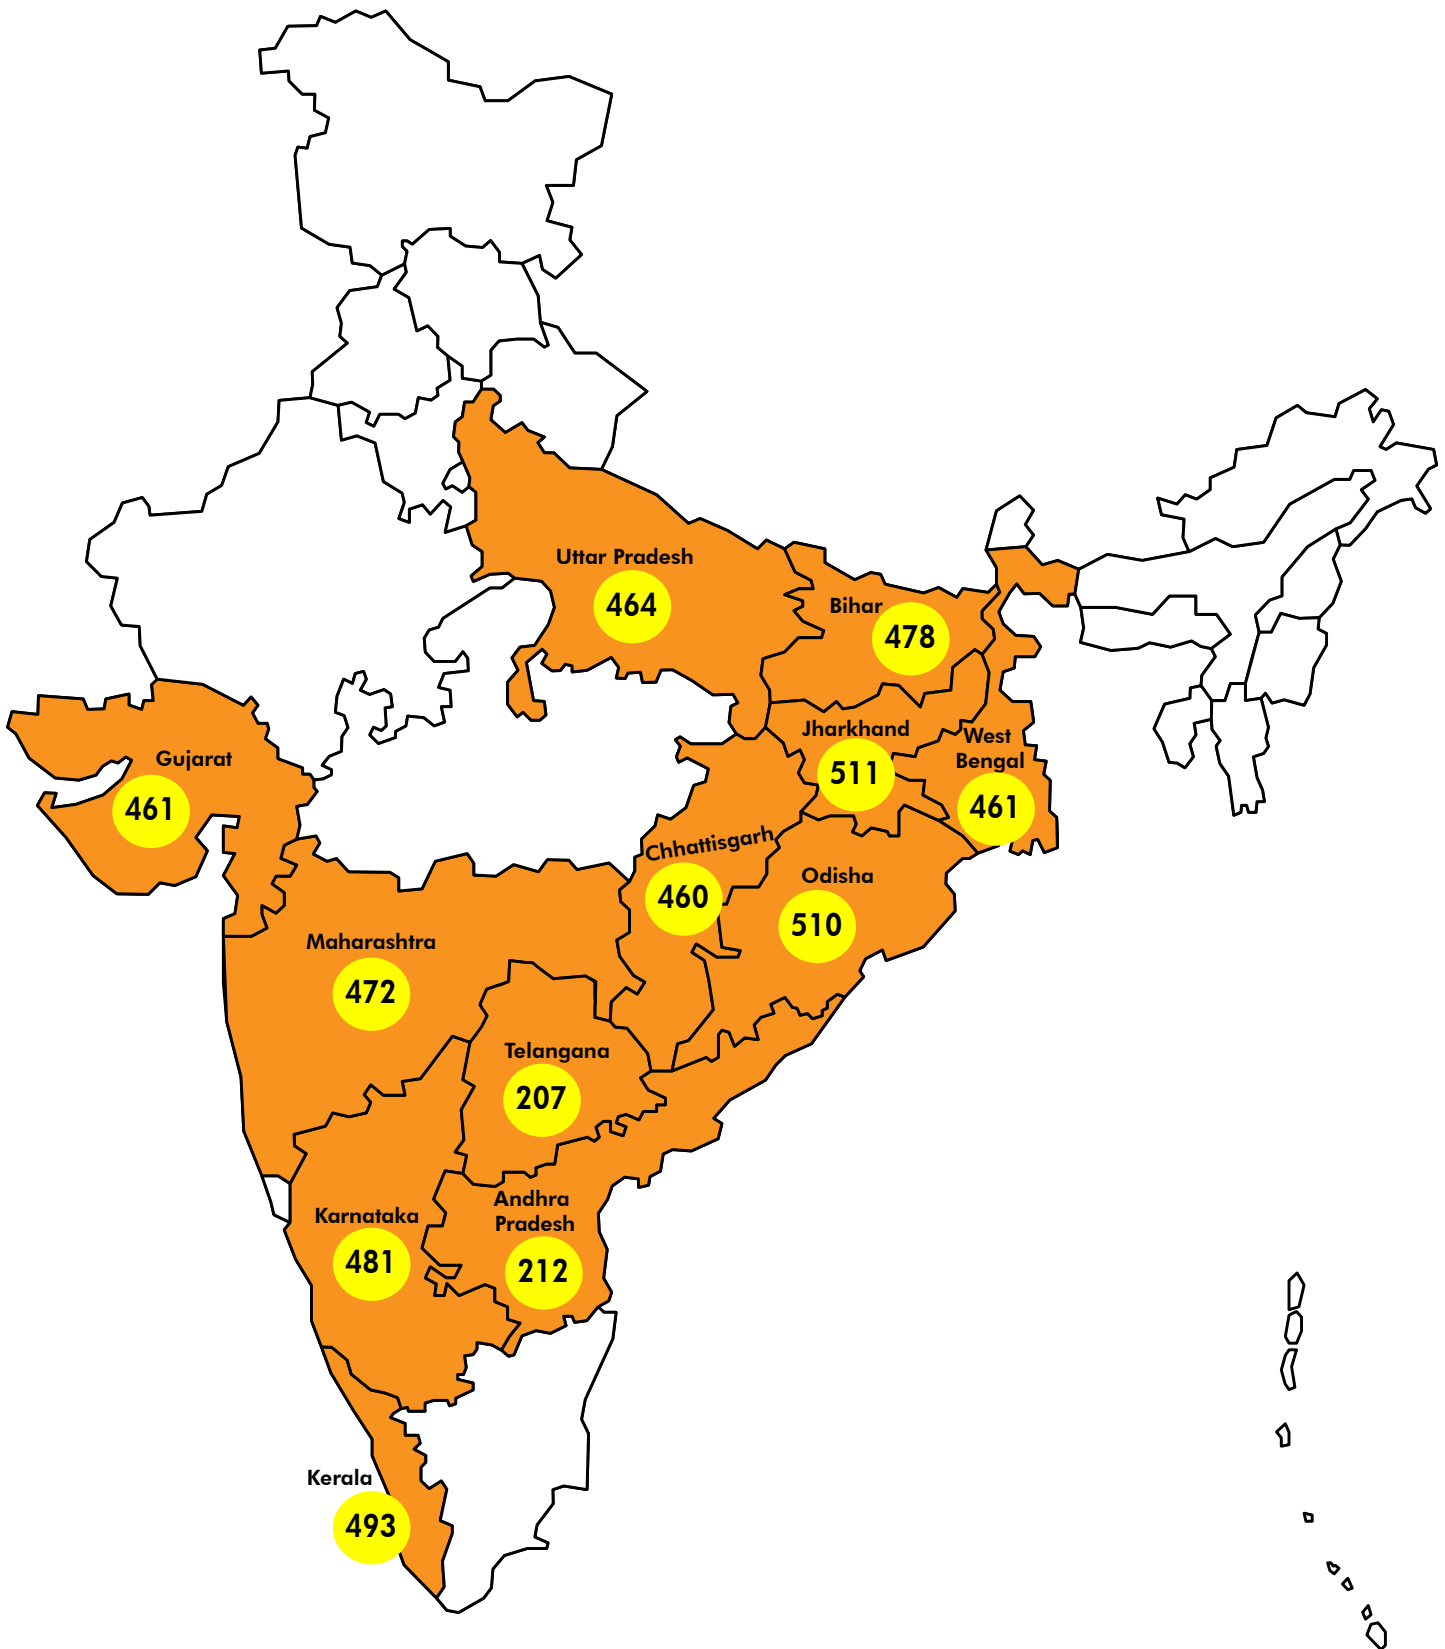 Uttar Pradesh
464
Bihar
478
Jharkhand
511
West
Bengal
461
Gujarat
461
Chhattisgarh
460
Odisha
510
Maharashtra
472
Telangana
207
Andhra
Pradesh
212
Karnataka
481
Kerala
493